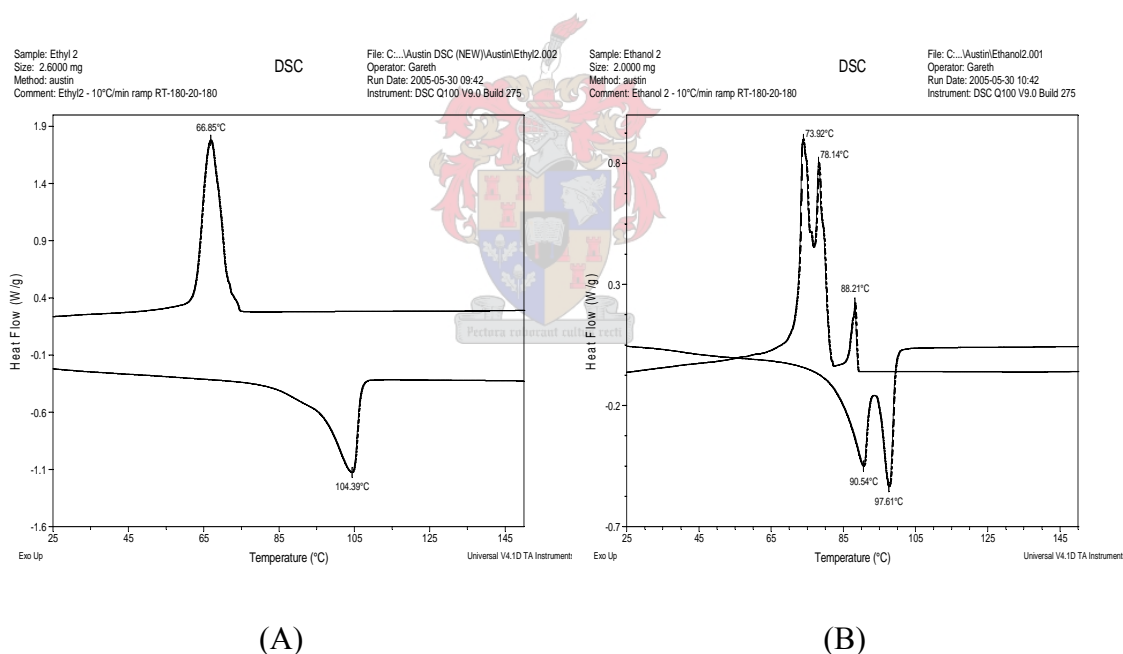 Sample: Ethyl 2
Size: 2.6000 mg
Method: austin
Comment: Ethyl2 - 10°C/min ramp RT-180-20-180
DSC
File: C:...\Austin DSC (NEW)\Austin\Ethyl2.002
Operator: Gareth
Run Date: 2005-05-30 09:42
Instrument: DSC Q100 V9.0 Build 275
66.85°C
104.39°C
1.9
1.4
0.9
0.4
-0.1
-0.6
-1.1
-1.6
Heat Flow (W/g)
25 45 65 85 105 125 145
Exo Up
Temperature (°C)
Universal V4.1D TA Instruments
(A)
Sample: Ethanol 2
Size: 2.0000 mg
Method: austin
Comment: Ethanol 2 - 10°C/min ramp RT-180-20-180
DSC
File: C:...\Austin\Ethanol2.001
Operator: Gareth
Run Date: 2005-05-30 10:42
Instrument: DSC Q100 V9.0 Build 275
73.92°C
78.14°C
88.21°C
90.54°C
97.61°C
0.8
0.3
-0.2
-0.7
Heat Flow (W/g)
25 45 65 85 105 125 145
Exo Up
Temperature (°C)
Universal V4.1D TA Instrument
(B)
Pectora roborant cultus recti